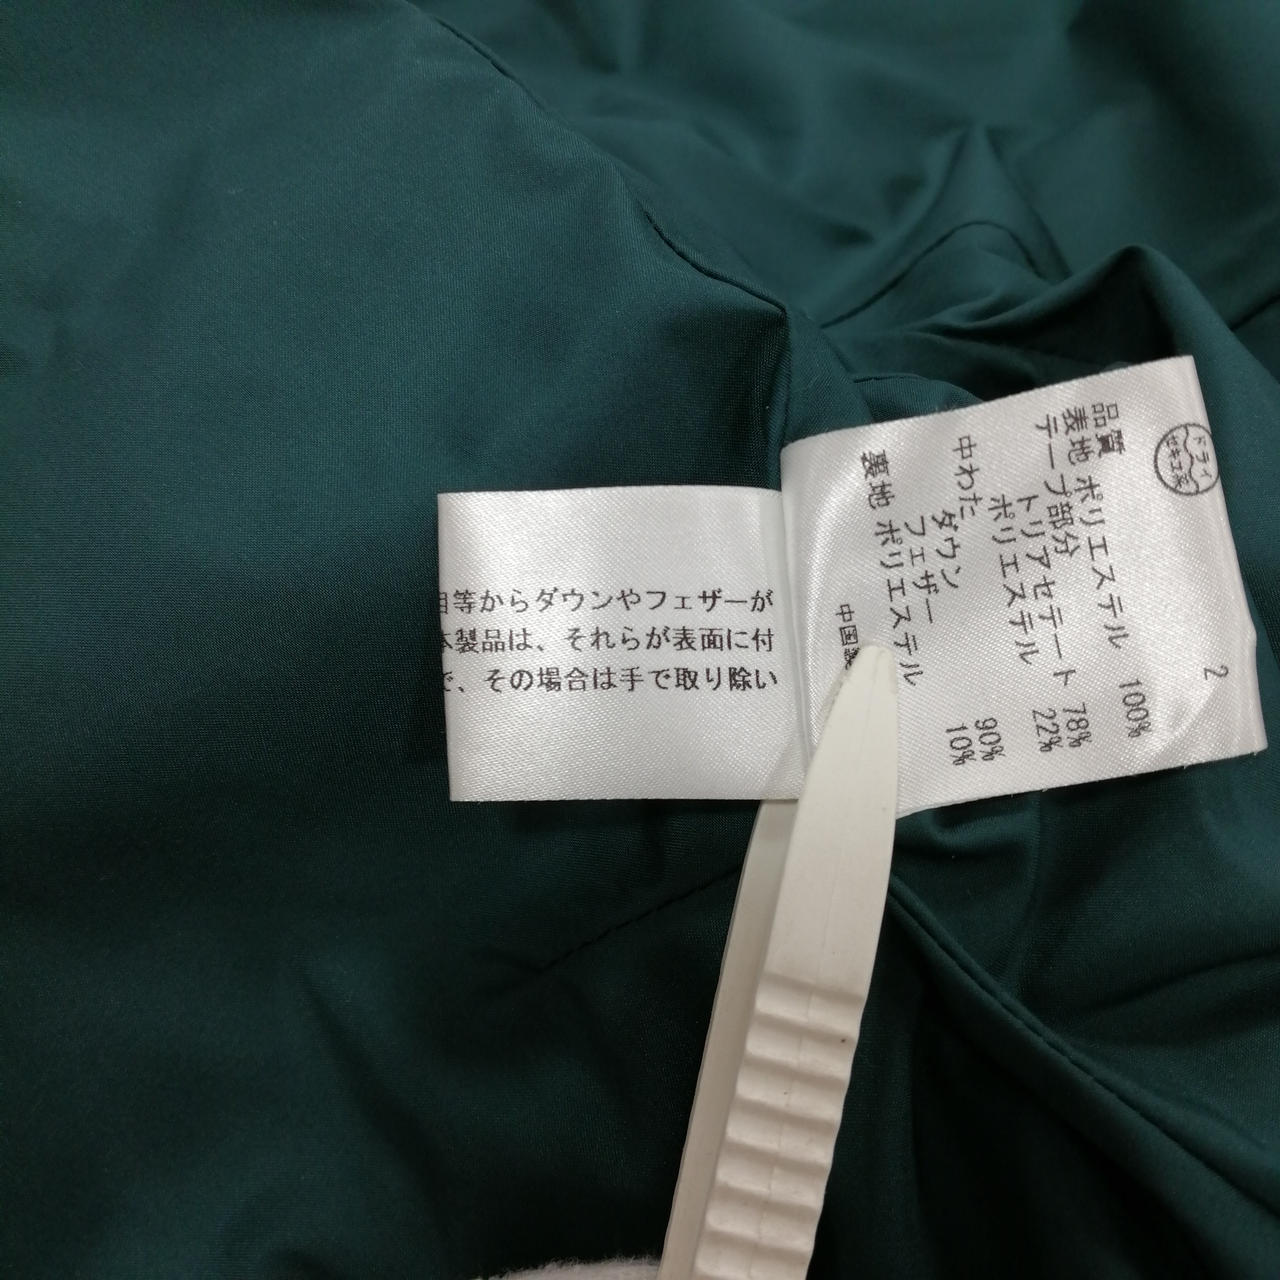 2
ドライ
セキユ系
品質
表地 ポリエステル 100%
テープ部分
トリアセテート 78%
ポリエステル 22%
中わた
ダウン 90%
フェザー 10%
裏地 ポリエステル
中国製
目等からダウンやフェザーが
本製品は、それらが表面に付
で、その場合は手で取り除い